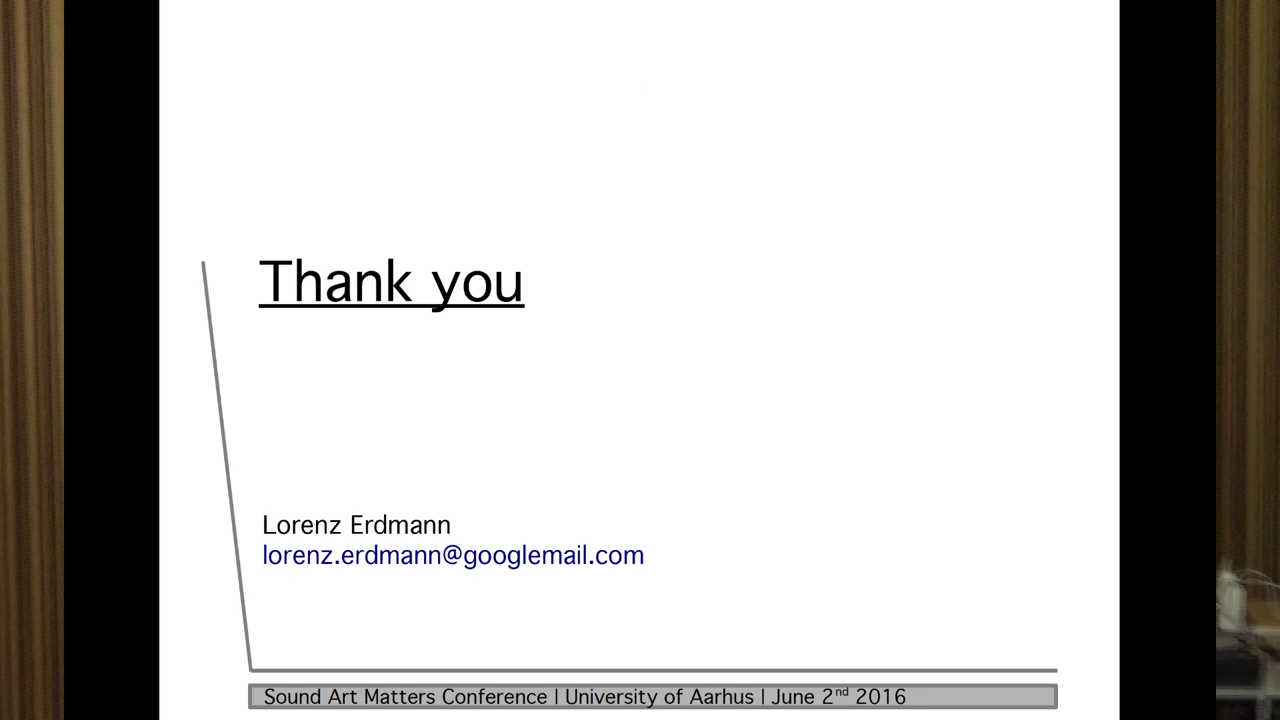 Thank you
Lorenz Erdmann
lorenz.erdmann@googlemail.com
Sound Art Matters Conference | University of Aarhus | June 2nd 2016